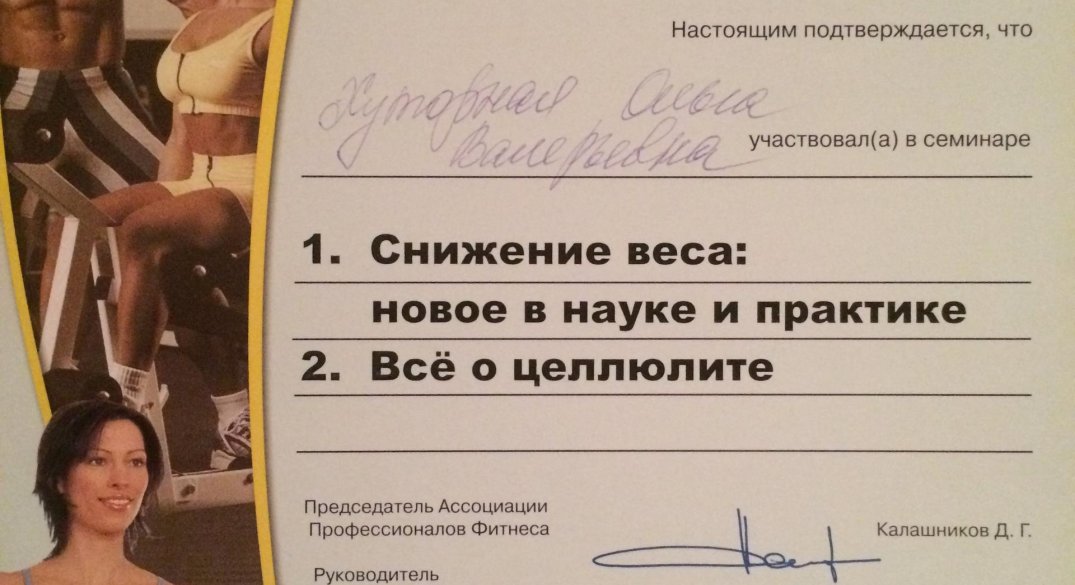 Настоящим подтверждается, что
Хуторная Ольга
Валерьевна участвовал(а) в семинаре
1. Снижение веса:
новое в науке и практике
2. Всё о целлюлите
Председатель Ассоциации
Профессионалов Фитнеса
Калашников Д. Г.
Руководитель